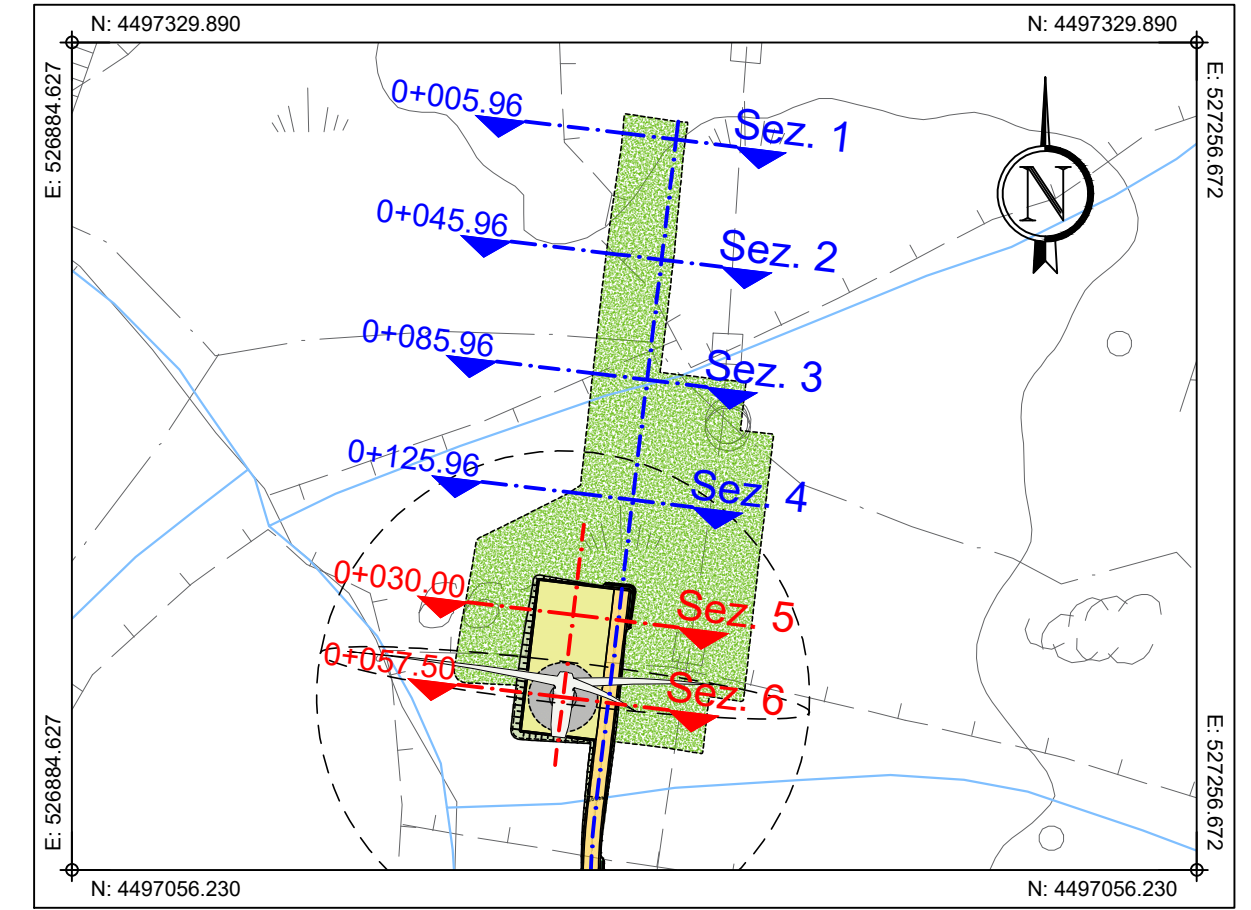 N: 4497329.890
N: 4497329.890
E: 526884.627
E: 527256.672
0+005.96
Sez. 1
N
0+045.96
Sez. 2
0+085.96
Sez. 3
0+125.96
Sez. 4
0+030.00
Sez. 5
0+057.50
Sez. 6
E: 526884.627
E: 527256.672
N: 4497056.230
N: 4497056.230